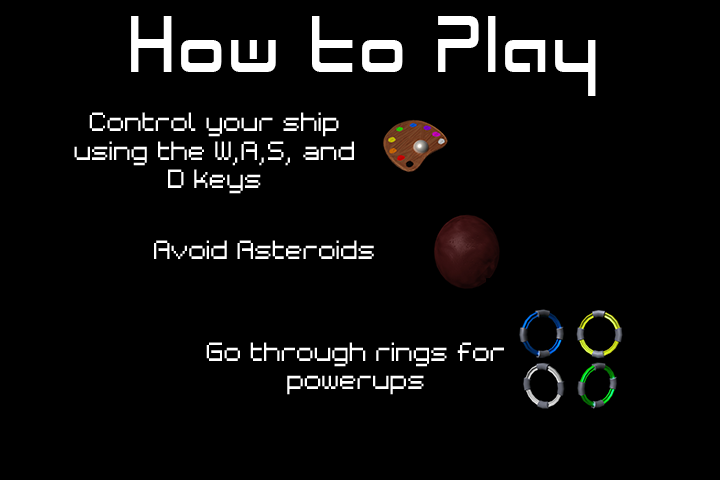 How to Play
Control your ship
using the W,A,S, and
D keys
Avoid Asteroids
Go through rings for
powerups